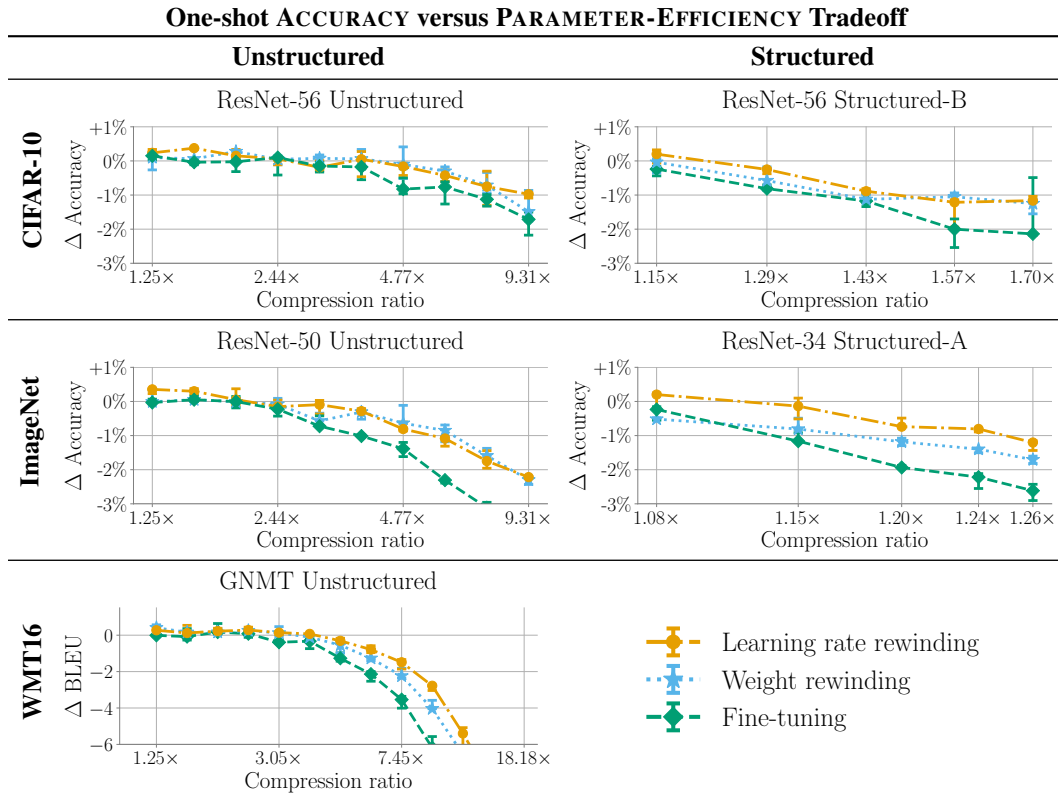 One-shot ACCURACY versus PARAMETER-EFFICIENCY Tradeoff
Unstructured
Structured
CIFAR-10
ResNet-56 Unstructured
Δ Accuracy
+1%
0%
-1%
-2%
-3%
1.25× 2.44× 4.77× 9.31×
Compression ratio
ResNet-56 Structured-B
Δ Accuracy
+1%
0%
-1%
-2%
-3%
1.15× 1.29× 1.43× 1.57× 1.70×
Compression ratio
ImageNet
ResNet-50 Unstructured
Δ Accuracy
+1%
0%
-1%
-2%
-3%
1.25× 2.44× 4.77× 9.31×
Compression ratio
ResNet-34 Structured-A
Δ Accuracy
+1%
0%
-1%
-2%
-3%
1.08× 1.15× 1.20× 1.24× 1.26×
Compression ratio
WMT16
GNMT Unstructured
Δ BLEU
0
−2
−4
−6
1.25× 3.05× 7.45× 18.18×
Compression ratio
Learning rate rewinding
Weight rewinding
Fine-tuning